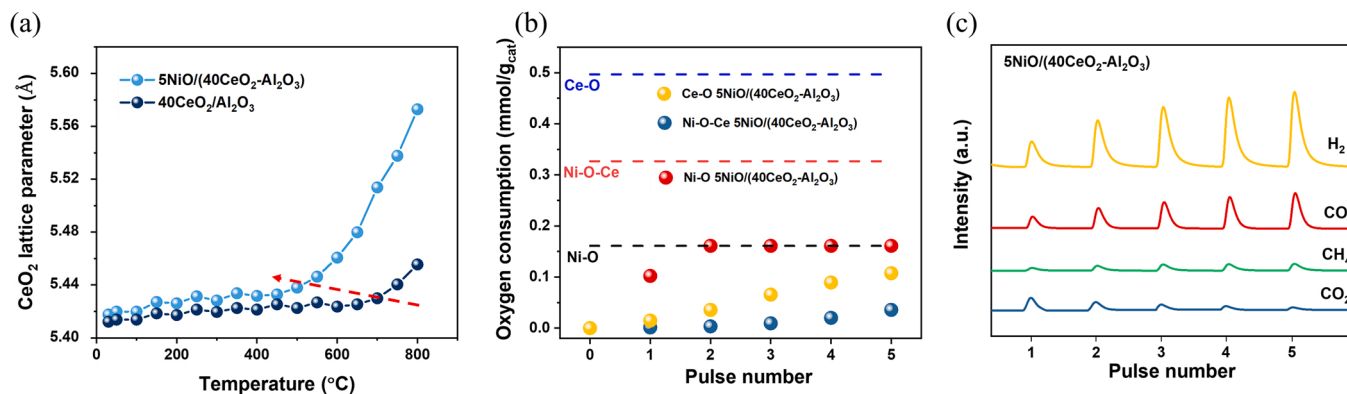 (a)
CeO₂ lattice parameter (Å)
5.60
5.56
5.52
5.48
5.44
5.40
5NiO/(40CeO₂-Al₂O₃)
40CeO₂/Al₂O₃
0 200 400 600 800
Temperature (°C)
(b)
Oxygen consumption (mmol/gcat)
0.5
0.4
0.3
0.2
0.1
0.0
Ce-O
Ce-O 5NiO/(40CeO₂-Al₂O₃)
Ni-O-Ce 5NiO/(40CeO₂-Al₂O₃)
Ni-O-Ce
Ni-O 5NiO/(40CeO₂-Al₂O₃)
Ni-O
0 1 2 3 4 5
Pulse number
(c)
5NiO/(40CeO₂-Al₂O₃)
Intensity (a.u.)
H₂
CO
CH₄
CO₂
1 2 3 4 5
Pulse number